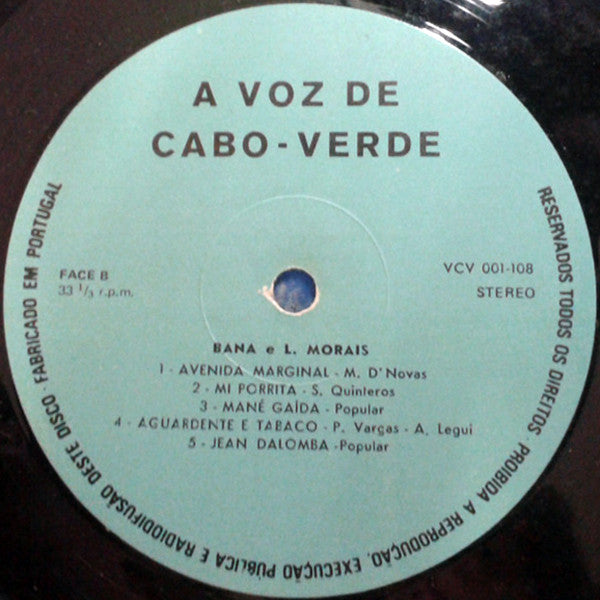 A VOZ DE
CABO-VERDE
FACE B
33 1/3 r.p.m.
VCV 001-108
STEREO
BANA e L. MORAIS
1 - AVENIDA MARGINAL - M. D'Novas
2 - MI PORRITA - S. Quinteros
3 - MANÉ GAÍDA - Popular
4 - AGUARDENTE E TABACO - P. Vargas - A. Legui
5 - JEAN DALOMBA - Popular
RESERVADOS TODOS OS DIREITOS · PROIBIDA A REPRODUÇÃO, EXECUÇÃO PÚBLICA E RADIODIFUSÃO DESTE DISCO · FABRICADO EM PORTUGAL